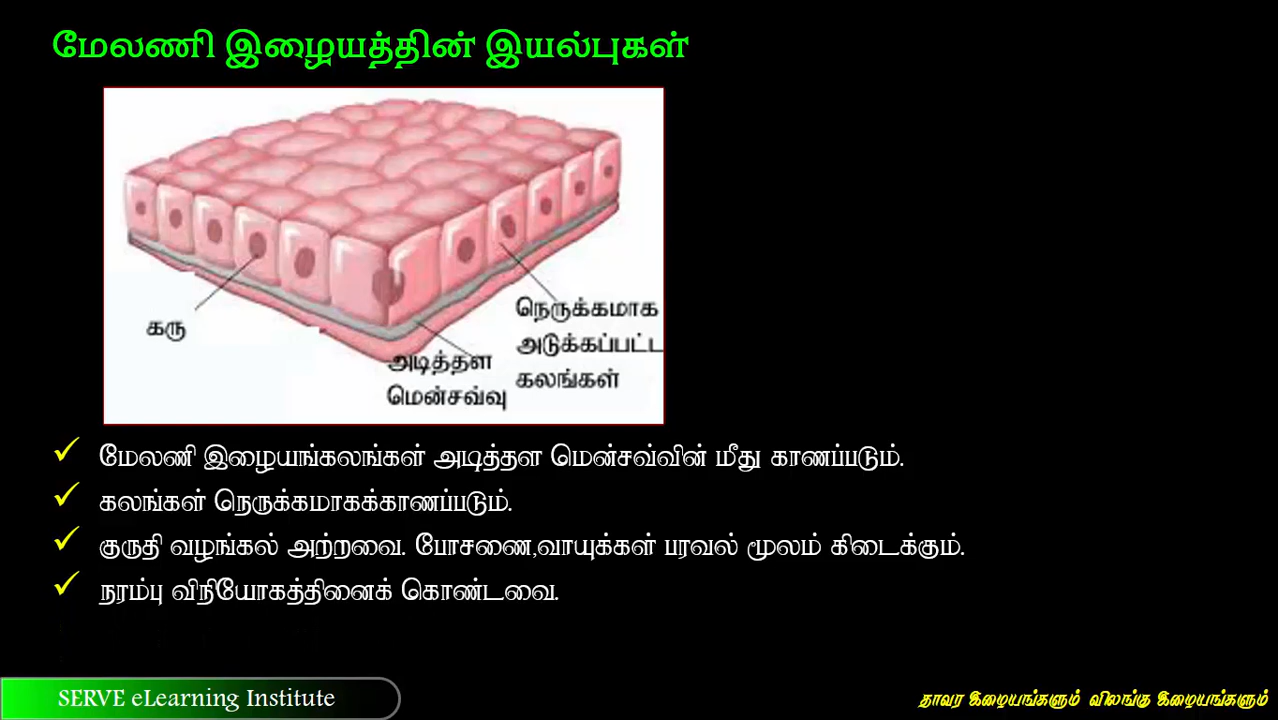 மேலணி இழையத்தின் இயல்புகள்
கரு
அடித்தள
மென்சவ்வு
நெருக்கமாக
அடுக்கப்பட்ட
கலங்கள்
மேலணி இழையங்கலங்கள் அடித்தள மென்சவ்வின் மீது காணப்படும்.
கலங்கள் நெருக்கமாகக்காணப்படும்.
குருதி வழங்கல் அற்றவை. போசணை,வாயுக்கள் பரவல் மூலம் கிடைக்கும்.
நரம்பு விநியோகத்தினைக் கொண்டவை.
SERVE eLearning Institute
தாவர இழையங்களும் விலங்கு இழையங்களும்